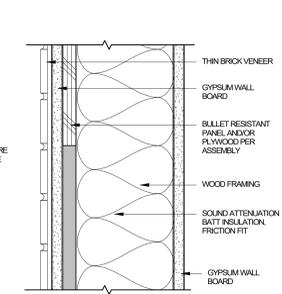 THIN BRICK VENEER
GYPSUM WALL
BOARD
BULLET RESISTANT
PANEL AND/OR
PLYWOOD PER
ASSEMBLY
RE
WOOD FRAMING
SOUND ATTENUATION
BATT INSULATION,
FRICTION FIT
GYPSUM WALL
BOARD